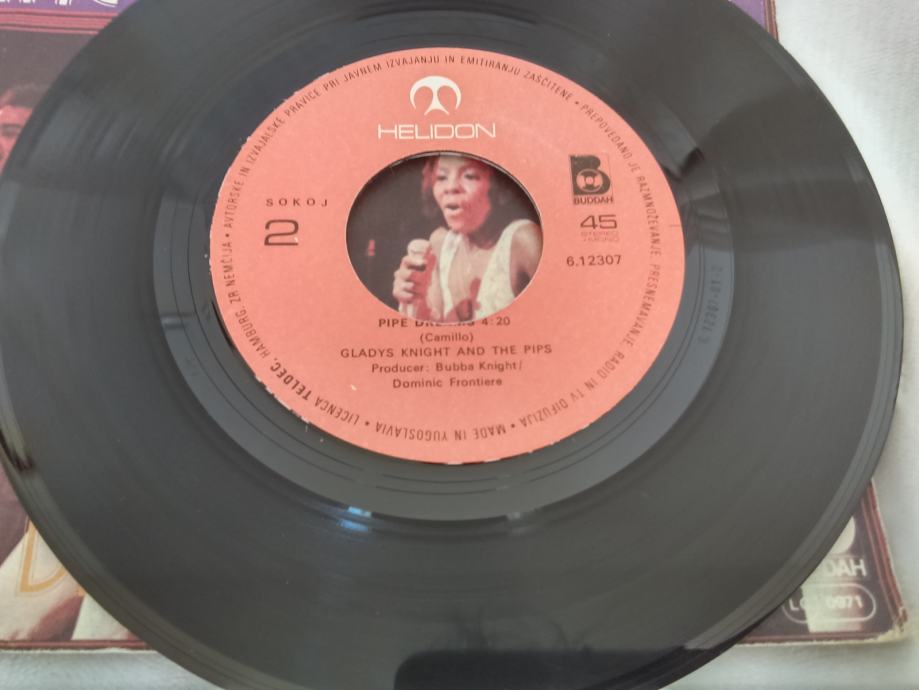 HELIDON
AVTORSKE IN IZVAJALSKE PRAVICE PRI JAVNEM IZVAJANJU IN EMITIRANJU ZAŠČITENE • PREPOVEDANO JE RAZMNOŽEVANJE, PRESNEMAVANJE, RADIO IN TV DIFUZIJA • MADE IN YUGOSLAVIA • LICENCA TELDEC, HAMBURG, ZR NEMČIJA •
SOKOJ
2
B
BUDDAH
45
STEREO
+MONO
6.12307
PIPE 4:20
(Camillo)
GLADYS KNIGHT AND THE PIPS
Producer: Bubba Knight/
Dominic Frontiere